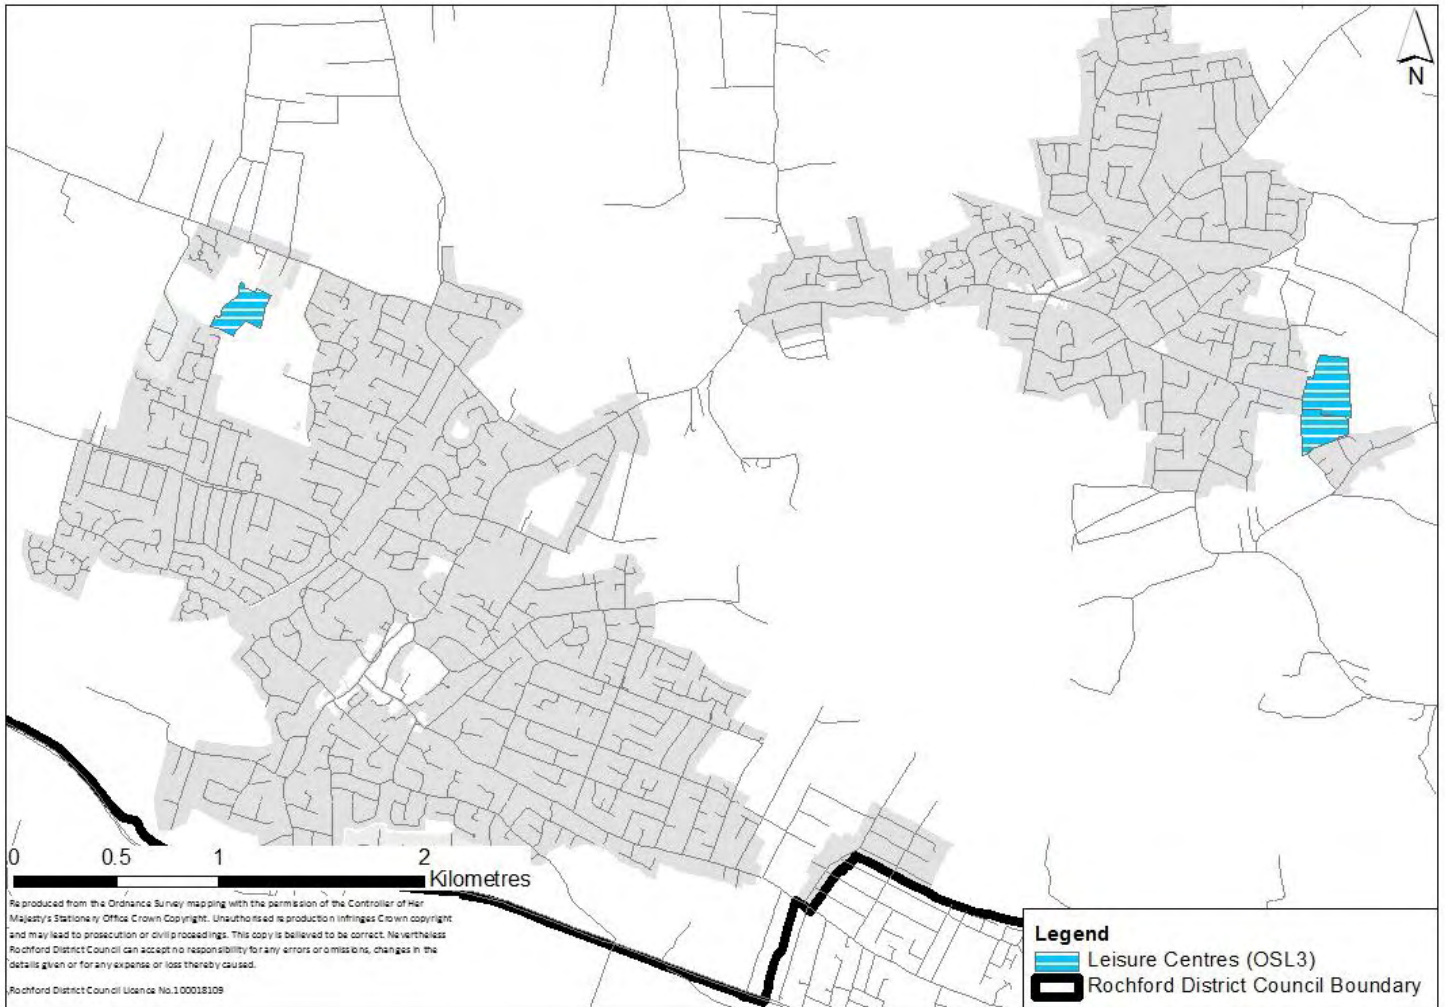 N
0 0.5 1 2
Kilometres
Reproduced from the Ordnance Survey mapping with the permission of the Controller of Her
Majesty's Stationery Office Crown Copyright. Unauthorised reproduction infringes Crown copyright
and may lead to prosecution or civil proceedings. This copy is believed to be correct. Nevertheless
Rochford District Council can accept no responsibility for any errors or omissions, changes in the
details given or for any expense or loss thereby caused.
Rochford District Council Licence No.100018109
Legend
Leisure Centres (OSL3)
Rochford District Council Boundary